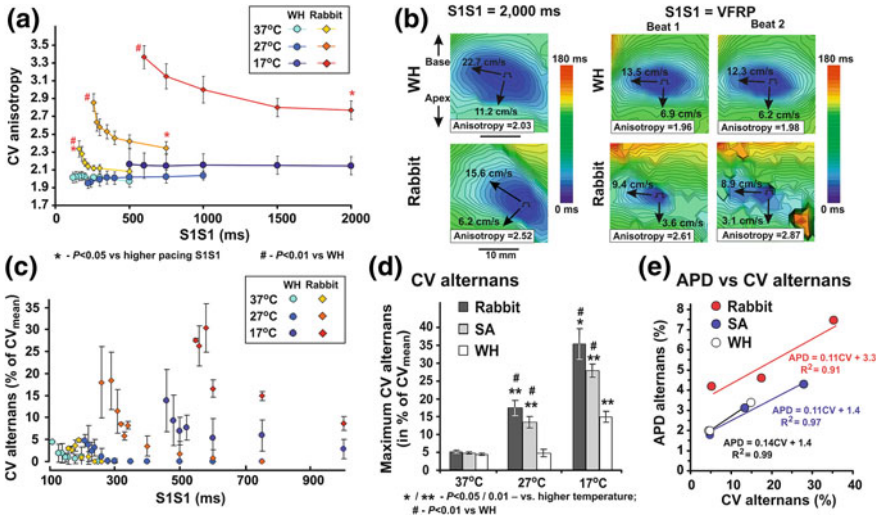 (a)
WH Rabbit
37°C
27°C
17°C
CV anisotropy
3.7
3.5
3.3
3.1
2.9
2.7
2.5
2.3
2.1
1.9
1.7
#
#
#
*
*
*
0 500 1000 1500 2000
S1S1 (ms)
* - P<0.05 vs higher pacing S1S1 # - P<0.01 vs WH
(b)
S1S1 = 2,000 ms S1S1 = VFRP
Beat 1 Beat 2
WH
Base
Apex
22.7 cm/s
11.2 cm/s
Anisotropy =2.03
180 ms
0 ms
WH
13.5 cm/s
6.9 cm/s
Anisotropy =1.96
12.3 cm/s
6.2 cm/s
Anisotropy =1.98
180 ms
0 ms
Rabbit
15.6 cm/s
6.2 cm/s
Anisotropy =2.52
10 mm
Rabbit
9.4 cm/s
3.6 cm/s
Anisotropy =2.61
8.9 cm/s
3.1 cm/s
Anisotropy =2.87
(c)
WH Rabbit
37°C
27°C
17°C
CV alternans (% of CVmean)
35
30
25
20
15
10
5
0
100 300 500 700 900
S1S1 (ms)
(d)
CV alternans
Rabbit
SA
WH
Maximum CV alternans
(in % of CVmean)
45
40
35
30
25
20
15
10
5
0
#
**
#
**
#
*
#
**
**
37°C 27°C 17°C
* / ** - P<0.05 / 0.01 – vs. higher temperature;
# - P<0.01 vs WH
(e)
APD vs CV alternans
Rabbit
SA
WH
APD alternans (%)
8
7
6
5
4
3
2
1
0
APD = 0.11CV + 3.3
R²= 0.91
APD = 0.11CV + 1.4
R²= 0.97
APD = 0.14CV + 1.4
R²= 0.99
0 10 20 30 40
CV alternans (%)